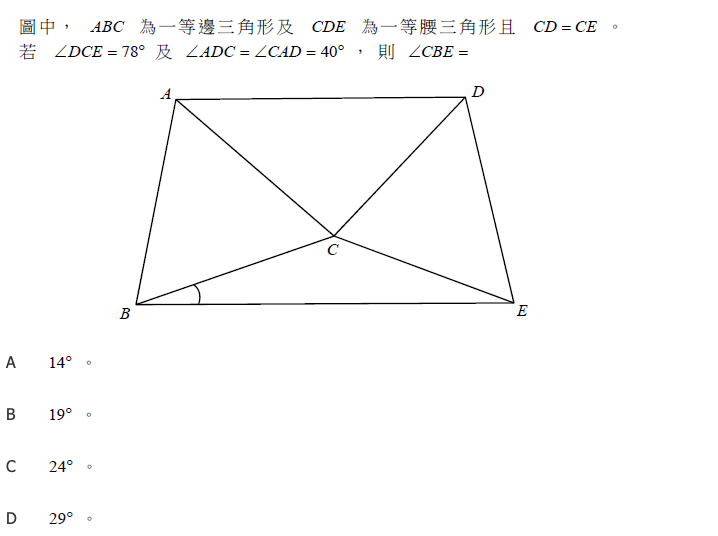 圖中， ABC 為一等邊三角形及 CDE 為一等腰三角形且 CD = CE 。
若 ∠DCE = 78° 及 ∠ADC = ∠CAD = 40° ， 則 ∠CBE =
A
D
C
B
E
A 14° 。
B 19° 。
C 24° 。
D 29° 。